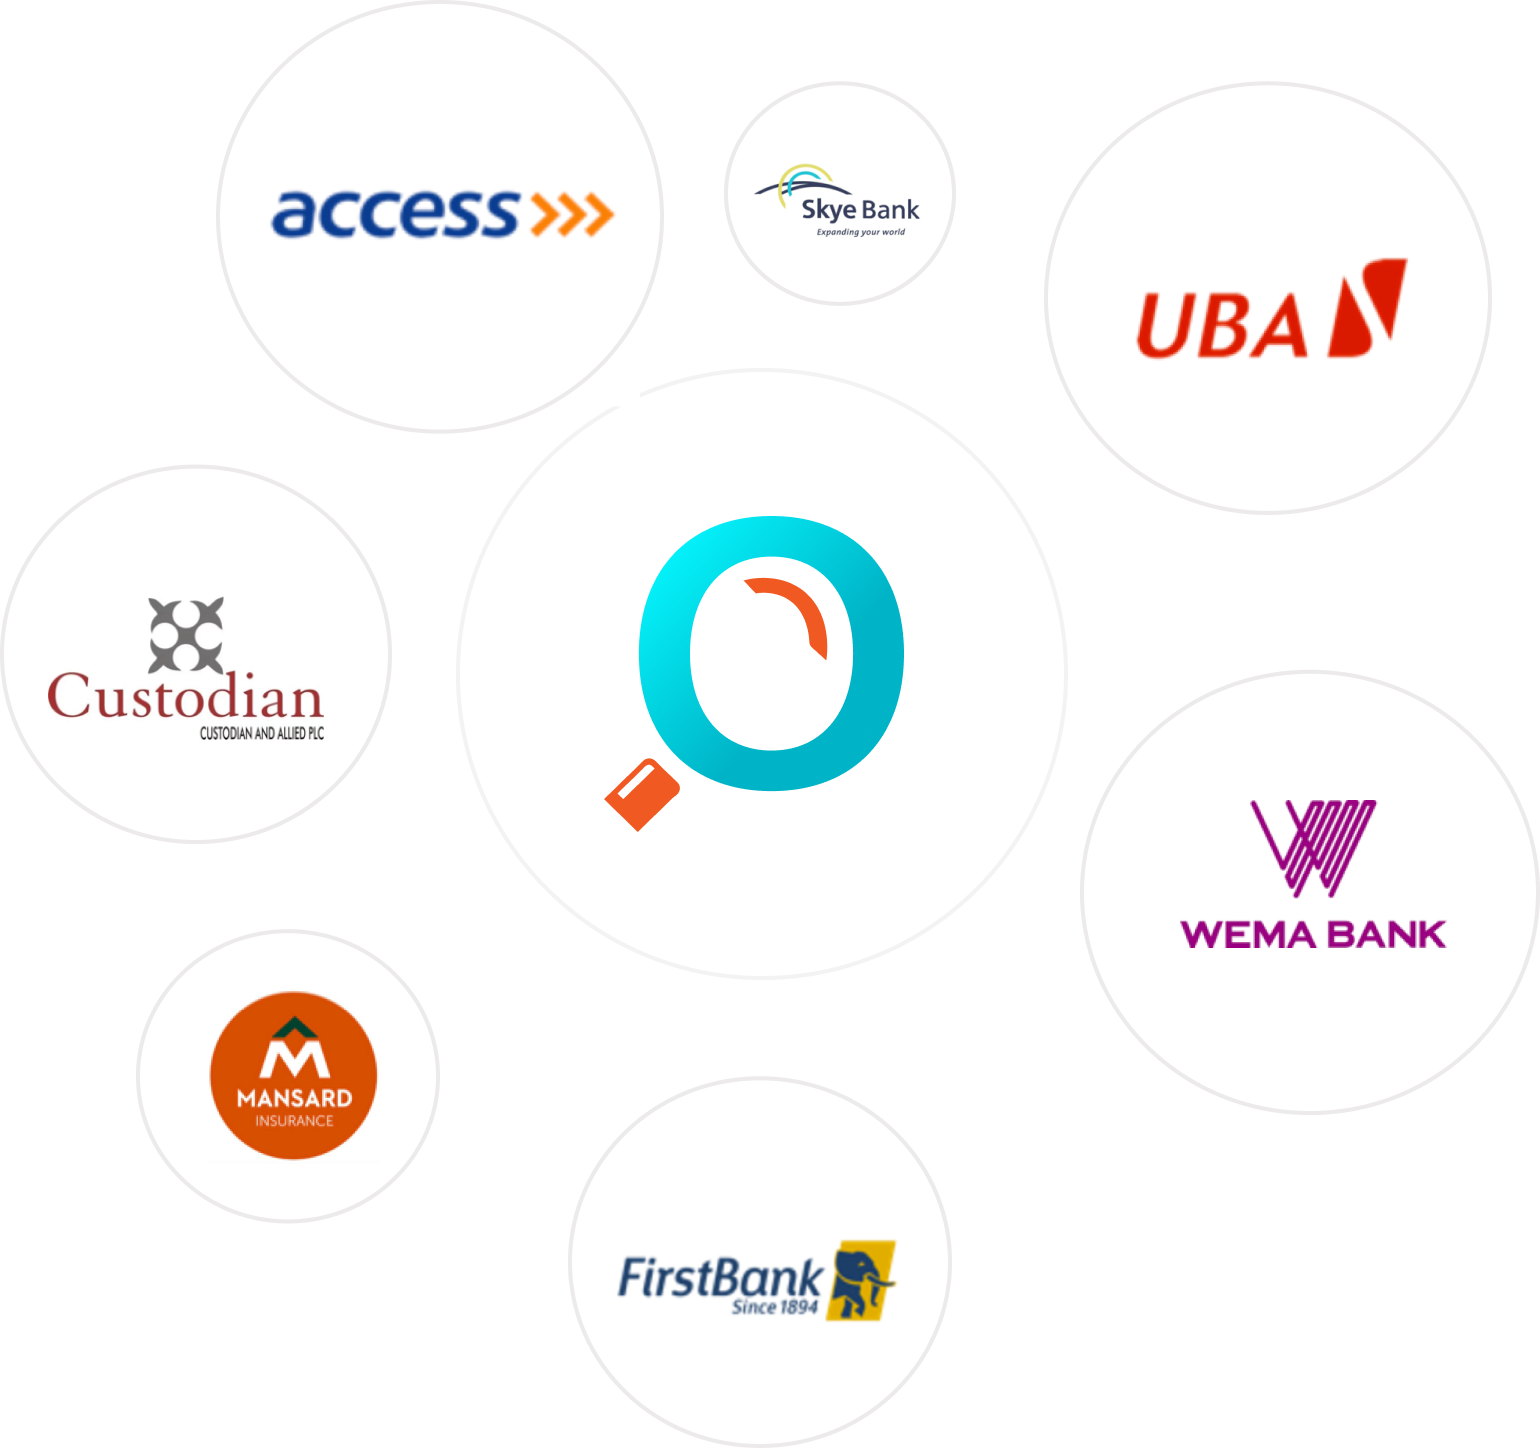 access
Skye Bank
Expanding your world
UBA
Custodian
CUSTODIAN AND ALLIED PLC
WEMA BANK
MANSARD
INSURANCE
FirstBank
Since 1894